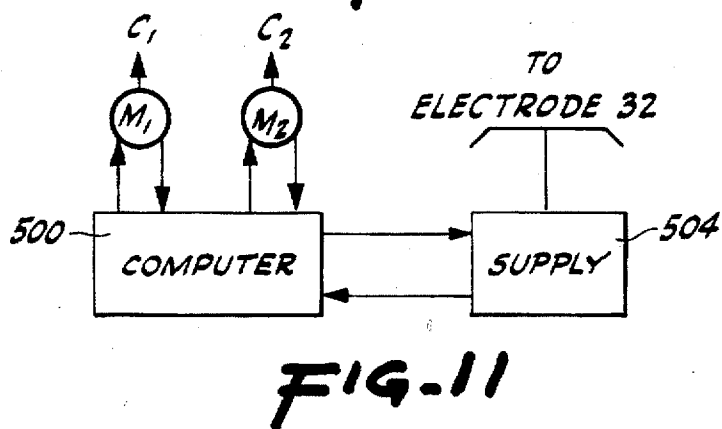 C1 C2
TO
ELECTRODE 32
M1 M2
500 COMPUTER SUPPLY 504
FIG-11